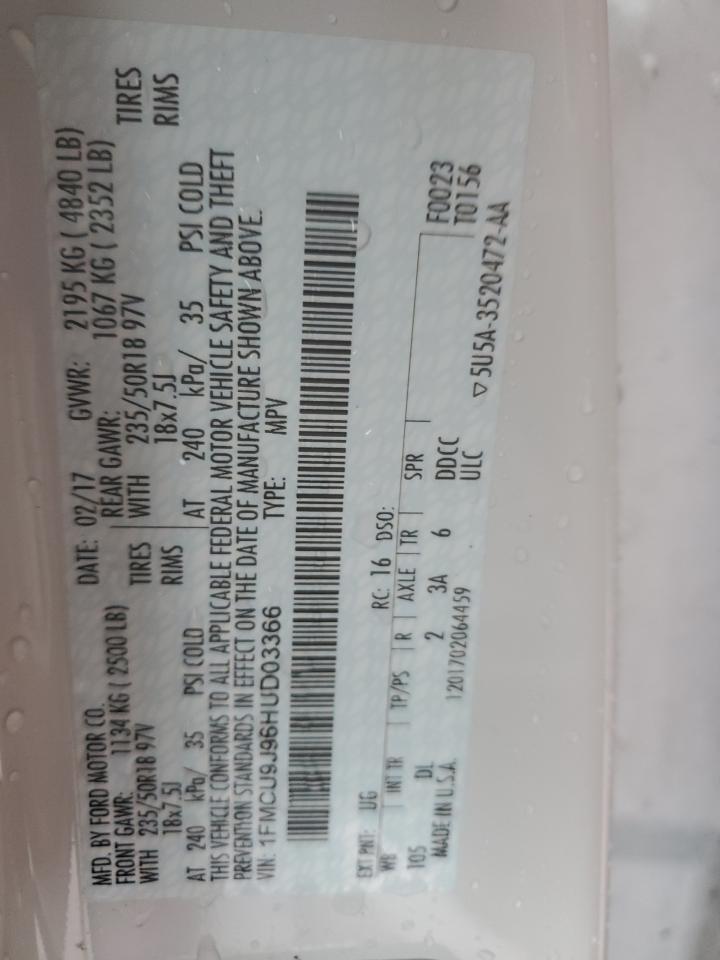 MFD. BY FORD MOTOR CO. DATE: 02/17 GVWR: 2195 KG ( 4840 LB)
FRONT GAWR: 1134 KG ( 2500 LB) REAR GAWR: 1067 KG ( 2352 LB)
WITH 235/50R18 97V TIRES WITH 235/50R18 97V TIRES
18x7.5J RIMS 18x7.5J RIMS
AT 240 kPa/ 35 PSI COLD AT 240 kPa/ 35 PSI COLD
THIS VEHICLE CONFORMS TO ALL APPLICABLE FEDERAL MOTOR VEHICLE SAFETY AND THEFT
PREVENTION STANDARDS IN EFFECT ON THE DATE OF MANUFACTURE SHOWN ABOVE.
VIN: 1FMCU9J96HUD03366 TYPE: MPV
EXT PNT: UG RC: 16 DSO:
WB INT TR TP/PS R AXLE TR SPR F0023
105 DL 2 3A 6 DDCC T0156
MADE IN U.S.A. 1201702064459 ULC ▽5U5A-3520472-AA